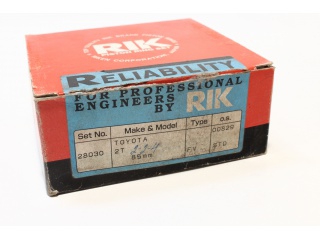 RIK
RELIABILITY
FOR PROFESSIONAL
ENGINEERS
BY RIK
Set No. Make & Model Type O.S.
28030 TOYOTA
2T
85mm F.Y. STD